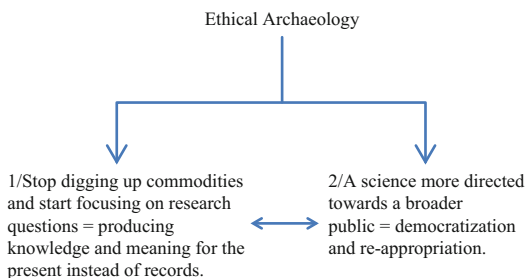 Ethical Archaeology
1/Stop digging up commodities
and start focusing on research
questions = producing
knowledge and meaning for the
present instead of records.
2/A science more directed
towards a broader
public = democratization
and re-appropriation.